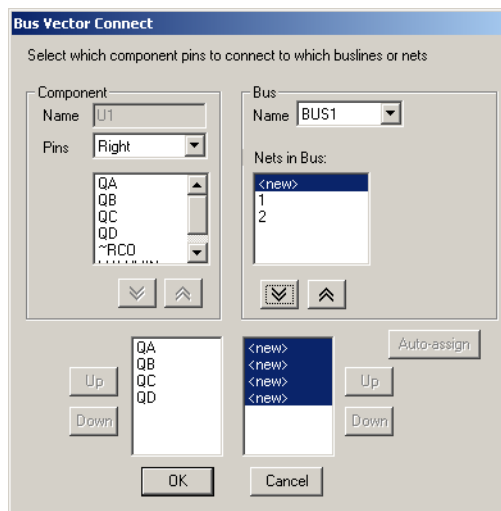 Bus Vector Connect
Select which component pins to connect to which buslines or nets
Component
Name U1
Pins Right
QA
QB
QC
QD
~RCO
Bus
Name BUS1
Nets in Bus:
<new>
1
2
QA
QB
QC
QD
<new>
<new>
<new>
<new>
Auto-assign
Up
Down
Up
Down
OK
Cancel